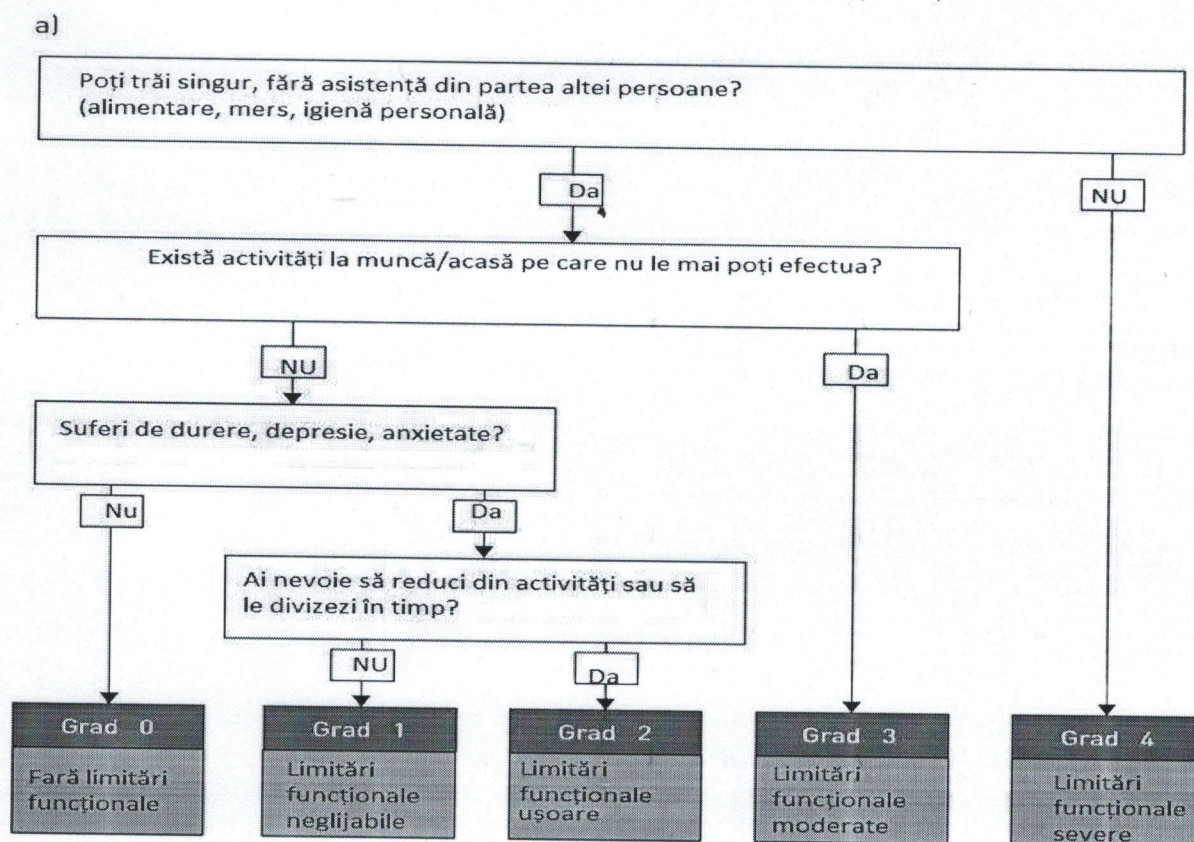 a)
Poți trăi singur, fără asistență din partea altei persoane?
(alimentare, mers, igienă personală)
Da
NU
Există activități la muncă/acasă pe care nu le mai poți efectua?
NU
Da
Suferi de durere, depresie, anxietate?
Nu
Da
Ai nevoie să reduci din activități sau să
le divizezi în timp?
NU
Da
Grad 0
Fară limitări
funcționale
Grad 1
Limitări
funcționale
neglijabile
Grad 2
Limitări
funcționale
ușoare
Grad 3
Limitări
funcționale
moderate
Grad 4
Limitări
funcționale
severe